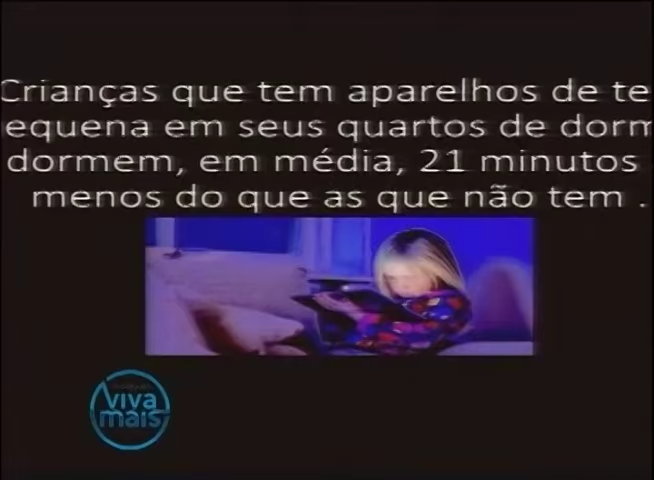 Crianças que tem aparelhos de te
equena em seus quartos de dorm
dormem, em média, 21 minutos
menos do que as que não tem .
viva
mais